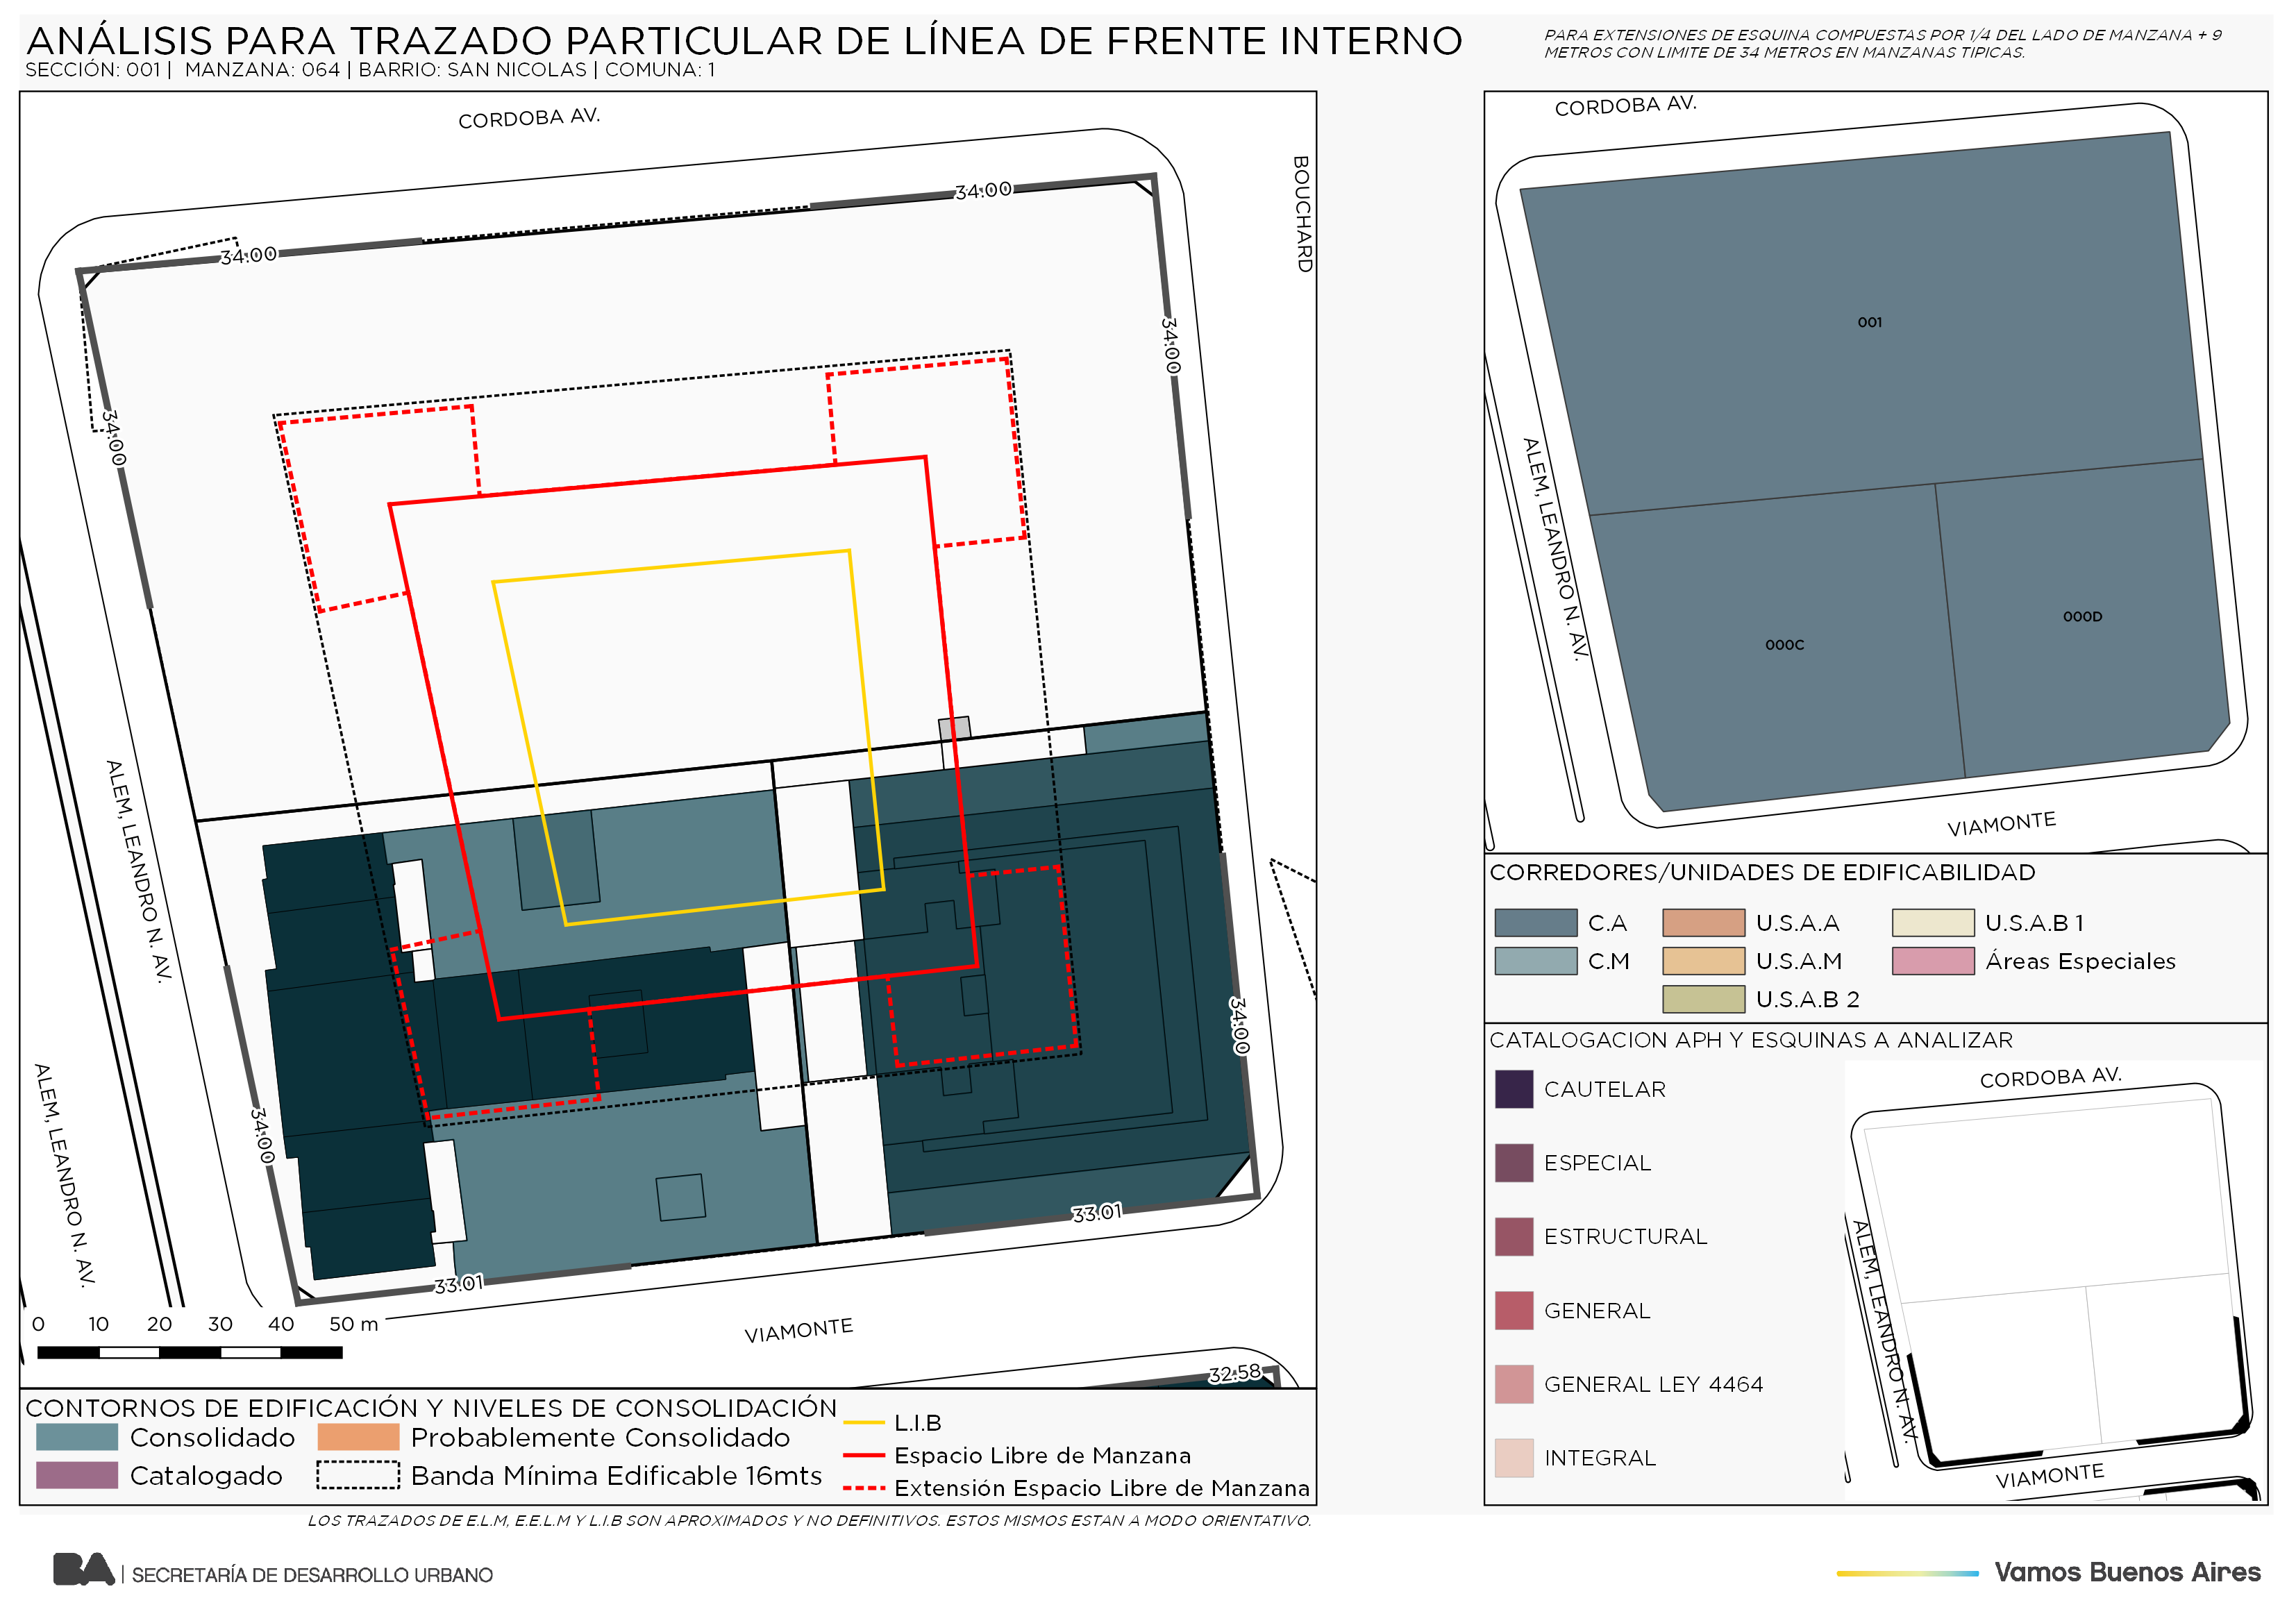 ANÁLISIS PARA TRAZADO PARTICULAR DE LÍNEA DE FRENTE INTERNO
SECCIÓN: 001 | MANZANA: 064 | BARRIO: SAN NICOLAS | COMUNA: 1
PARA EXTENSIONES DE ESQUINA COMPUESTAS POR 1/4 DEL LADO DE MANZANA + 9
METROS CON LIMITE DE 34 METROS EN MANZANAS TIPICAS.
CORDOBA AV.
BOUCHARD
34.00
34.00
34.00
34.00
ALEM, LEANDRO N. AV.
ALEM, LEANDRO N. AV.
34.00
34.00
33.01
33.01
VIAMONTE
32.58
0 10 20 30 40 50 m
CONTORNOS DE EDIFICACIÓN Y NIVELES DE CONSOLIDACIÓN
Consolidado
Probablemente Consolidado
Catalogado
Banda Mínima Edificable 16mts
L.I.B
Espacio Libre de Manzana
Extensión Espacio Libre de Manzana
CORDOBA AV.
001
000C
000D
ALEM, LEANDRO N. AV.
VIAMONTE
CORREDORES/UNIDADES DE EDIFICABILIDAD
C.A
U.S.A.A
U.S.A.B 1
C.M
U.S.A.M
Áreas Especiales
U.S.A.B 2
CATALOGACION APH Y ESQUINAS A ANALIZAR
CAUTELAR
ESPECIAL
ESTRUCTURAL
GENERAL
GENERAL LEY 4464
INTEGRAL
CORDOBA AV.
ALEM, LEANDRO N. AV.
VIAMONTE
LOS TRAZADOS DE E.L.M, E.E.L.M Y L.I.B SON APROXIMADOS Y NO DEFINITIVOS. ESTOS MISMOS ESTAN A MODO ORIENTATIVO.
BA | SECRETARÍA DE DESARROLLO URBANO
Vamos Buenos Aires